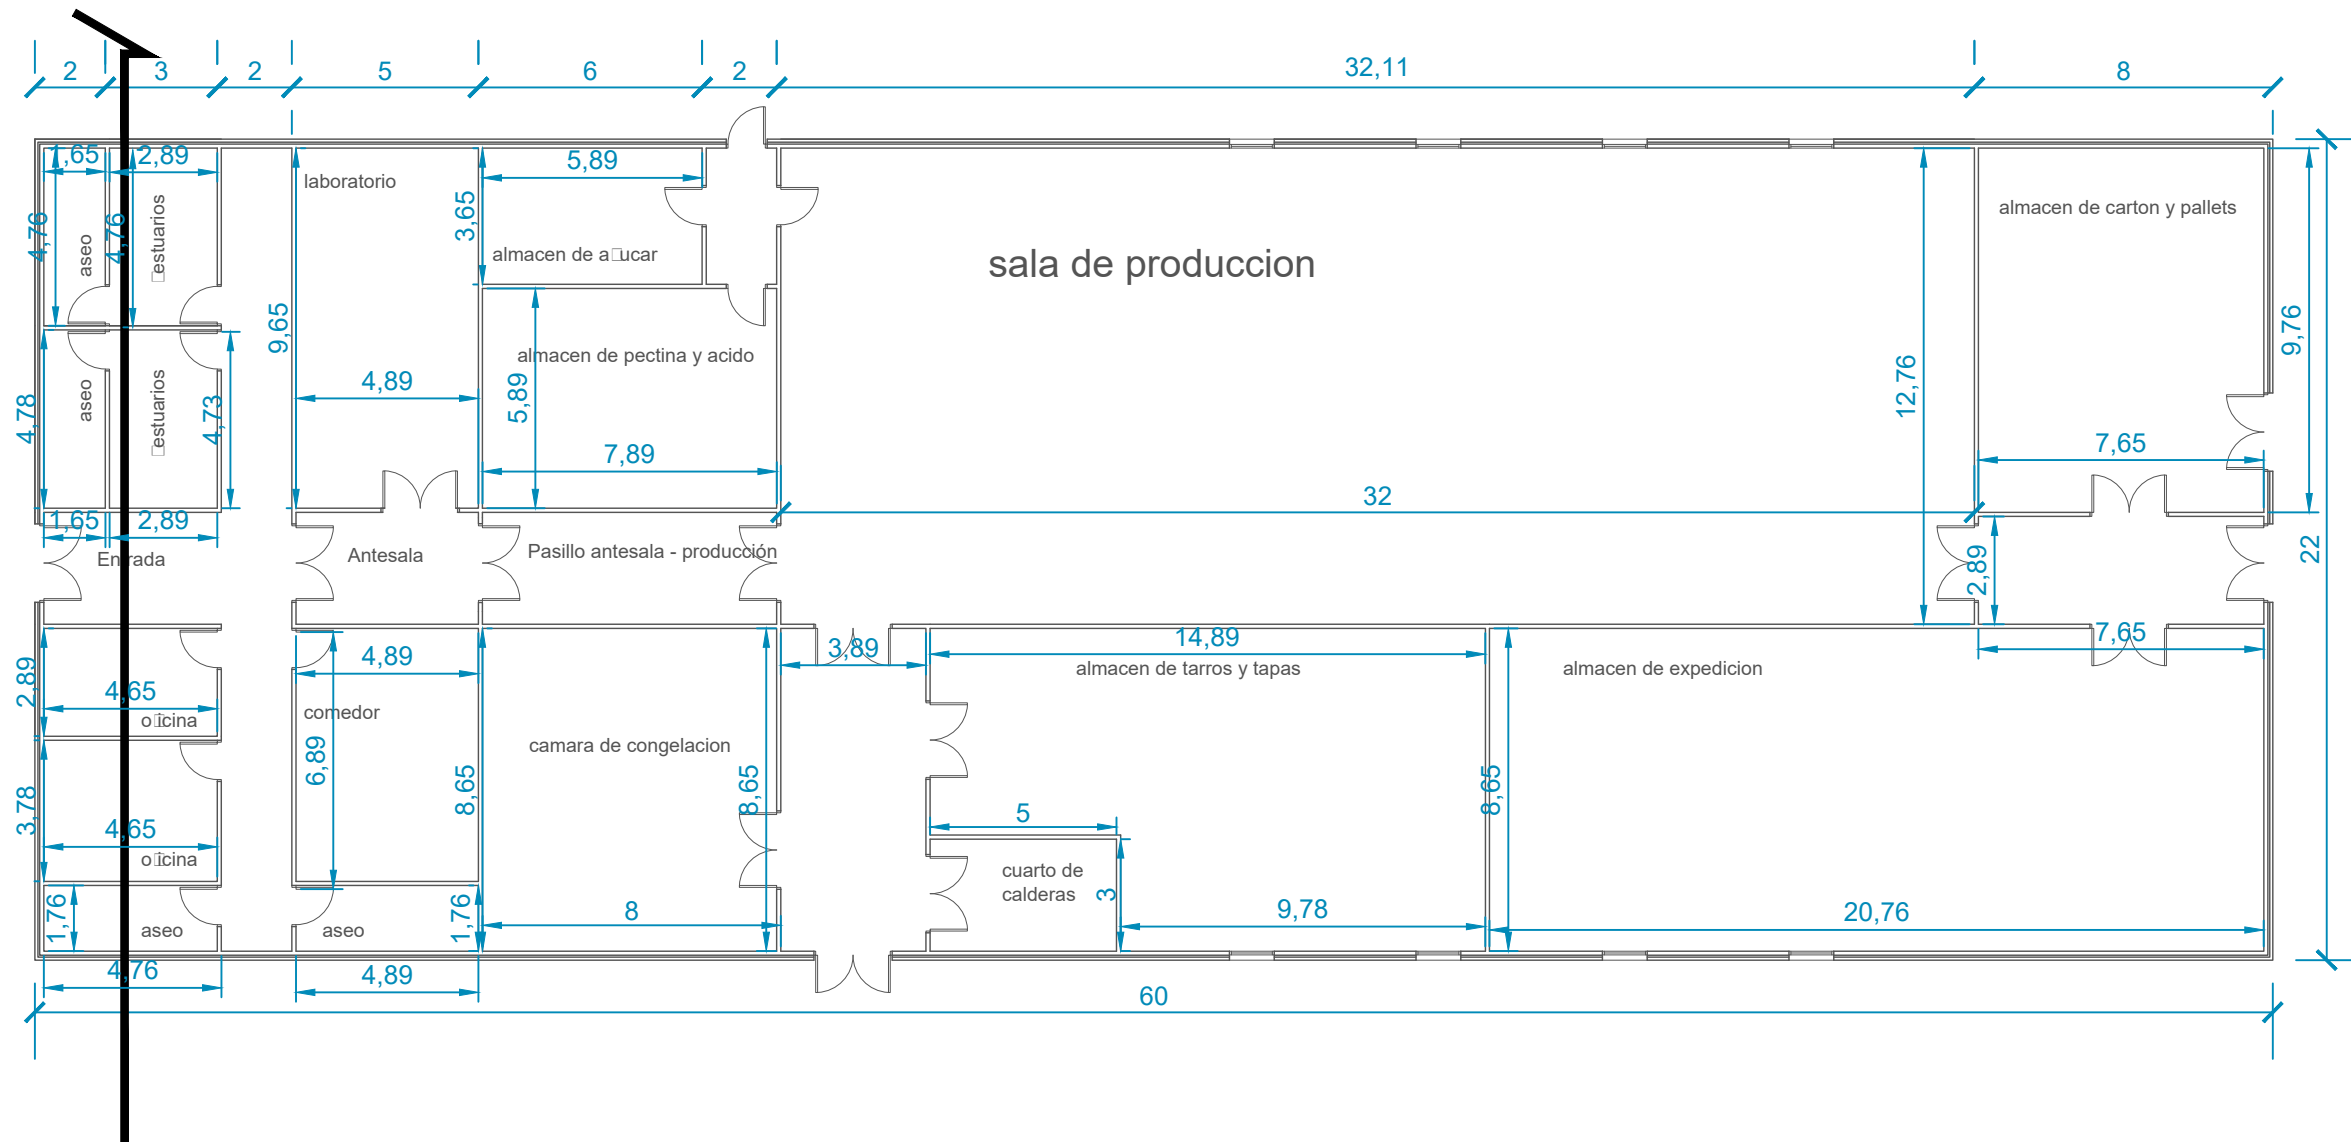 2 3 2 5 6 2 32,11 8
1,65 2,89 5,89
laboratorio
4,76 4,76 3,65
aseo
almacen de a□ucar
sala de produccion
almacen de carton y pallets
9,65
9,76
almacen de pectina y acido
12,76
4,89
5,89
4,78
aseo
4,73
7,89
7,65
32
1,65 2,89
Entrada
Antesala
Pasillo antesala - producción
2,89
22
2,89
4,89
3,89
14,89
7,65
almacen de tarros y tapas
almacen de expedicion
4,65
comedor
camara de congelacion
6,89
8,65
8,65
8,65
3,78
4,65
5
cuarto de
calderas
3
1,76
aseo
aseo
1,76
8
9,78
20,76
4,76
4,89
60